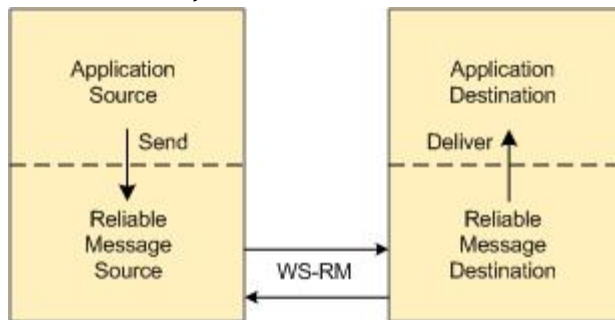 Application
Source
Send
Reliable
Message
Source
WS-RM
Application
Destination
Deliver
Reliable
Message
Destination